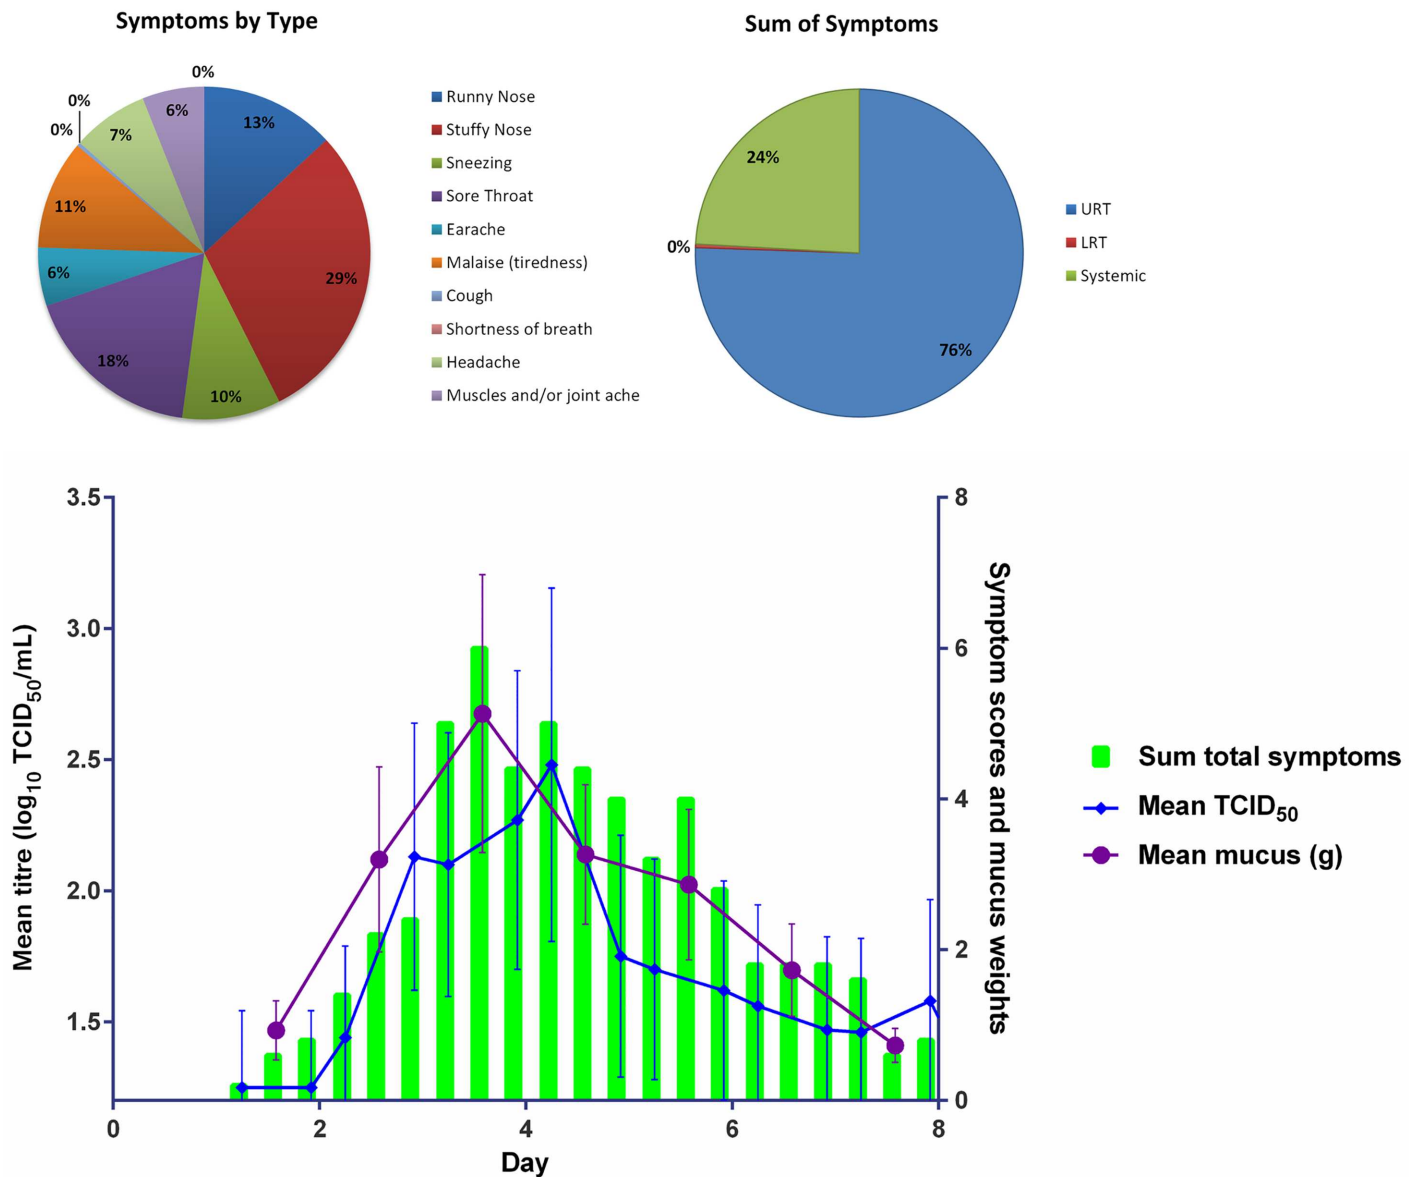 Symptoms by Type
0%
0%
0%
6%
7%
13%
11%
29%
6%
18%
10%
Runny Nose
Stuffy Nose
Sneezing
Sore Throat
Earache
Malaise (tiredness)
Cough
Shortness of breath
Headache
Muscles and/or joint ache
Sum of Symptoms
24%
0%
76%
URT
LRT
Systemic
Mean titre (log10 TCID50/mL)
3.5
3.0
2.5
2.0
1.5
0
2
4
6
8
Day
8
6
4
2
0
Symptom scores and mucus weights
Sum total symptoms
Mean TCID50
Mean mucus (g)